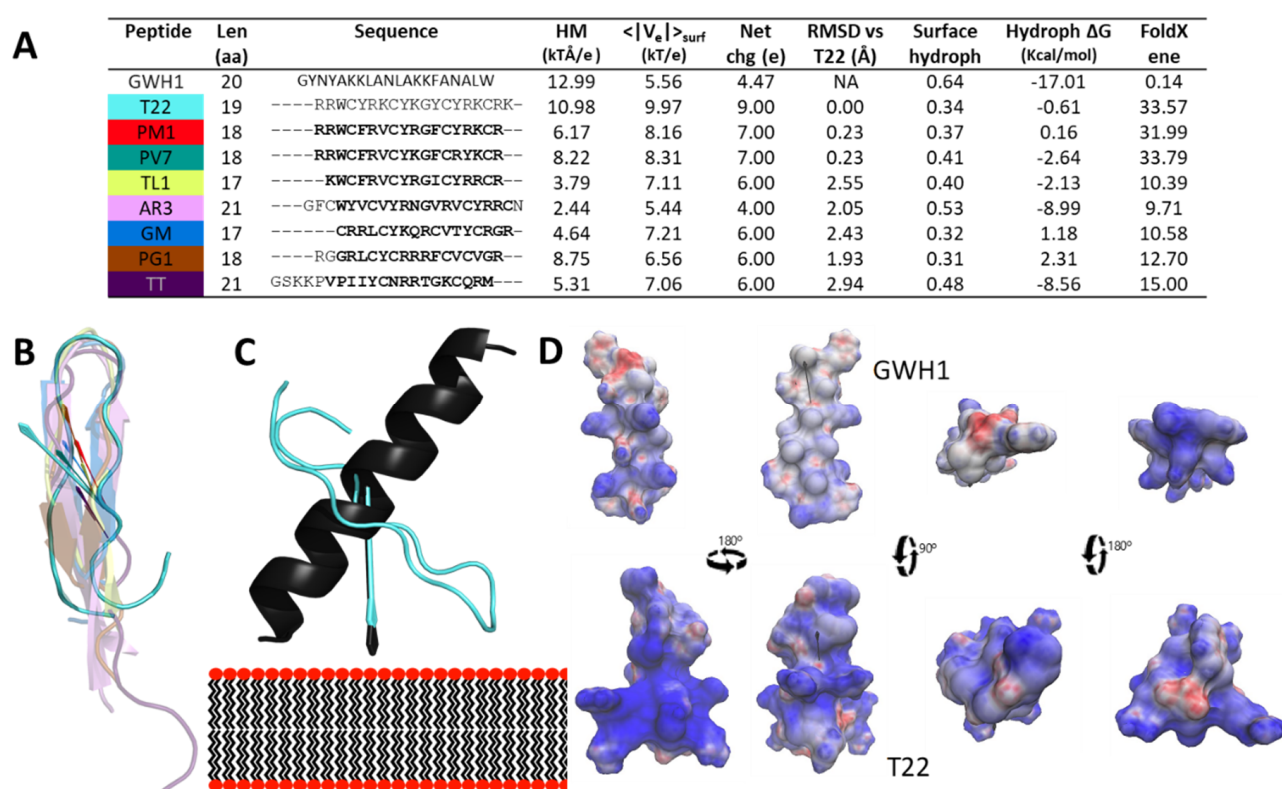 A
Peptide Len (aa) Sequence HM (kTÅ/e) <|Ve|>surf (kT/e) Net chg (e) RMSD vs T22 (Å) Surface hydroph Hydroph ΔG (Kcal/mol) FoldX ene
GWH1 20 GYNYAKKLANLAKKFANALW 12.99 5.56 4.47 NA 0.64 -17.01 0.14
T22 19 ----RRWCYRKCYKGYCYRKCRK- 10.98 9.97 9.00 0.00 0.34 -0.61 33.57
PM1 18 ----RRWCFRVCYRGFCYRKCR-- 6.17 8.16 7.00 0.23 0.37 0.16 31.99
PV7 18 ----RRWCFRVCYKGFCRYKCR-- 8.22 8.31 7.00 0.23 0.41 -2.64 33.79
TL1 17 -----KWCFRVCYRGICYRRCR-- 3.79 7.11 6.00 2.55 0.40 -2.13 10.39
AR3 21 ---GFCWYVCVYRNGVRVCYRRCN 2.44 5.44 4.00 2.05 0.53 -8.99 9.71
GM 17 ------CRRLCYKQRCVTYCRGR- 4.64 7.21 6.00 2.43 0.32 1.18 10.58
PG1 18 ----RGGRLCYCRRRFCVCVGR-- 8.75 6.56 6.00 1.93 0.31 2.31 12.70
TT 21 GSKKPVPIIYCNRRTGKCQRM--- 5.31 7.06 6.00 2.94 0.48 -8.56 15.00
B
C
D
GWH1
180º
90º
180º
T22